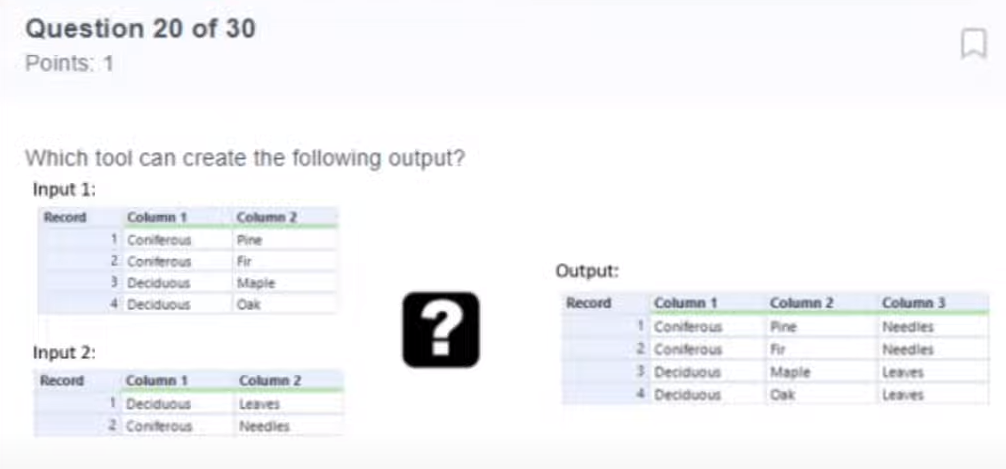 Question 20 of 30
Points: 1
Which tool can create the following output?
Input 1:
Record Column 1 Column 2
1 Coniferous Pine
2 Coniferous Fir
3 Deciduous Maple
4 Deciduous Oak
?
Input 2:
Record Column 1 Column 2
1 Deciduous Leaves
2 Coniferous Needles
Output:
Record Column 1 Column 2 Column 3
1 Coniferous Pine Needles
2 Coniferous Fir Needles
3 Deciduous Maple Leaves
4 Deciduous Oak Leaves